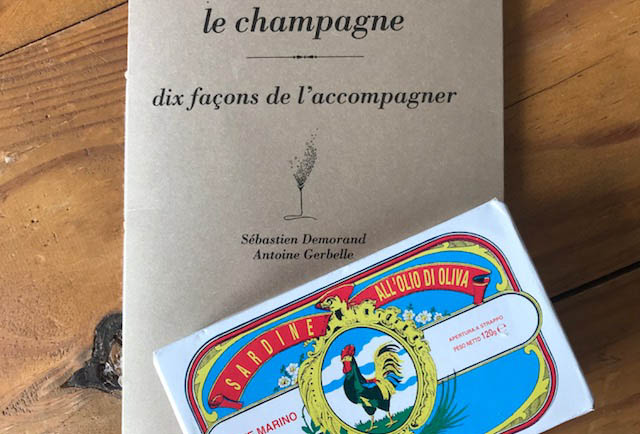 le champagne
dix façons de l'accompagner
Sébastien Demorand
Antoine Gerbelle
SARDINE ALL'OLIO DI OLIVA
APERTURA A STRAPPO
PESO NETTO 120g ℮
MARINO